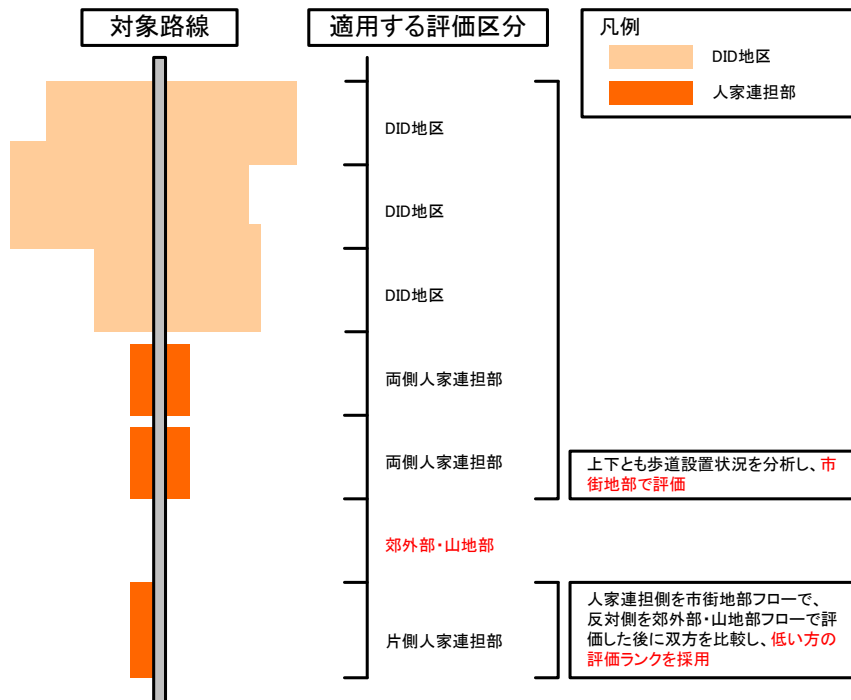 対象路線
適用する評価区分
凡例
DID地区
人家連担部
DID地区
DID地区
DID地区
両側人家連担部
両側人家連担部
上下とも歩道設置状況を分析し、市
街地部で評価
郊外部・山地部
片側人家連担部
人家連担側を市街地部フローで、
反対側を郊外部・山地部フローで評
価した後に双方を比較し、低い方の
評価ランクを採用